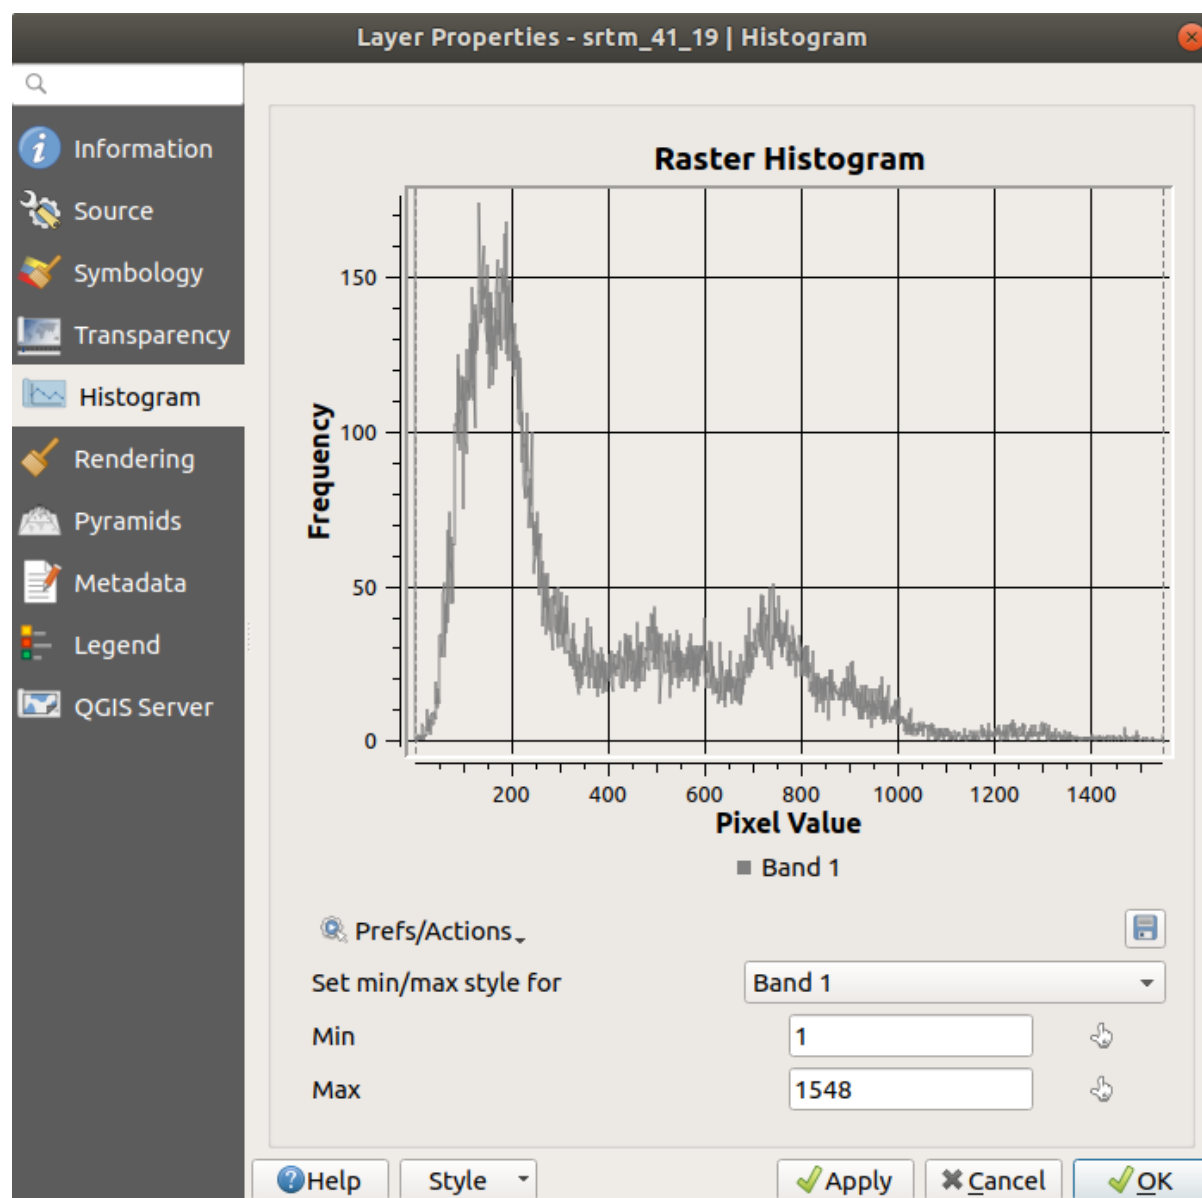 Layer Properties - srtm_41_19 | Histogram
Information
Source
Symbology
Transparency
Histogram
Rendering
Pyramids
Metadata
Legend
QGIS Server
Raster Histogram
Frequency
150
100
50
0
200 400 600 800 1000 1200 1400
Pixel Value
Band 1
Prefs/Actions
Set min/max style for Band 1
Min 1
Max 1548
Help Style Apply Cancel OK